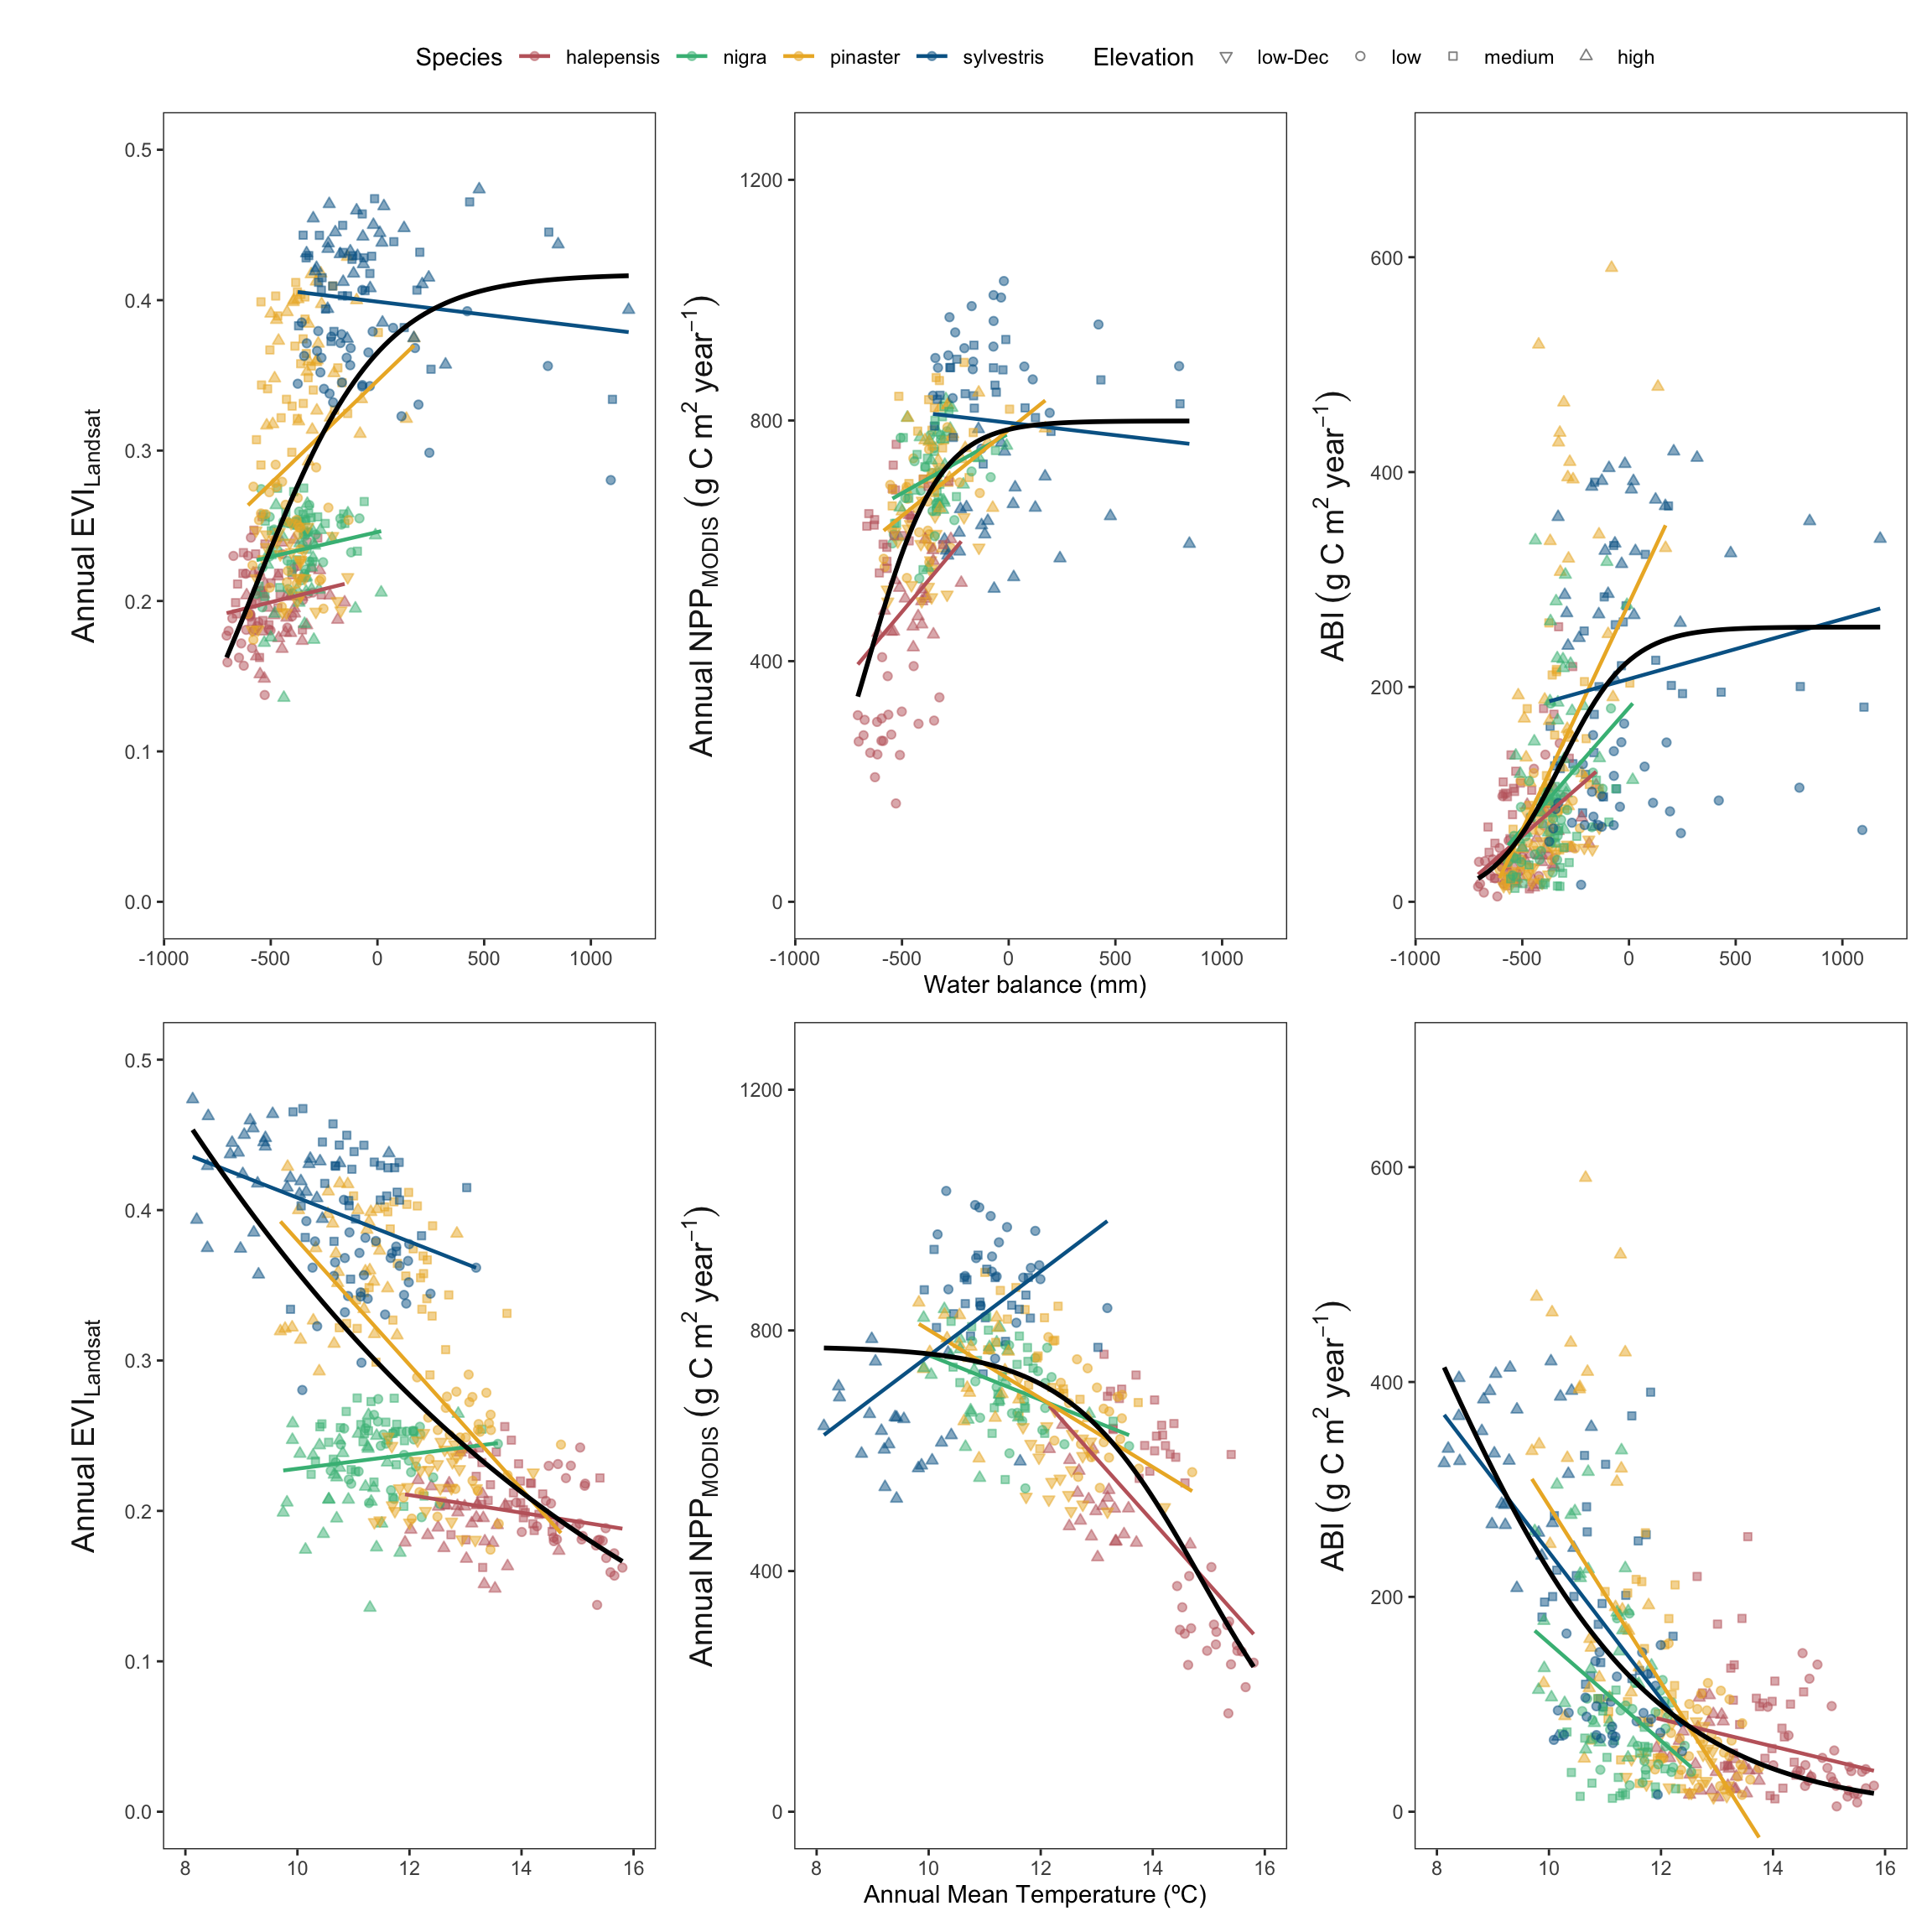 Species halepensis nigra pinaster sylvestris Elevation low-Dec low medium high
Annual EVI_Landsat
0.5
0.4
0.3
0.2
0.1
0.0
-1000 -500 0 500 1000
Annual NPP_MODIS (g C m² year⁻¹)
1200
800
400
0
-1000 -500 0 500 1000
ABI (g C m² year⁻¹)
600
400
200
0
-1000 -500 0 500 1000
Water balance (mm)
Annual EVI_Landsat
0.5
0.4
0.3
0.2
0.1
0.0
8 10 12 14 16
Annual NPP_MODIS (g C m² year⁻¹)
1200
800
400
0
8 10 12 14 16
ABI (g C m² year⁻¹)
600
400
200
0
8 10 12 14 16
Annual Mean Temperature (ºC)